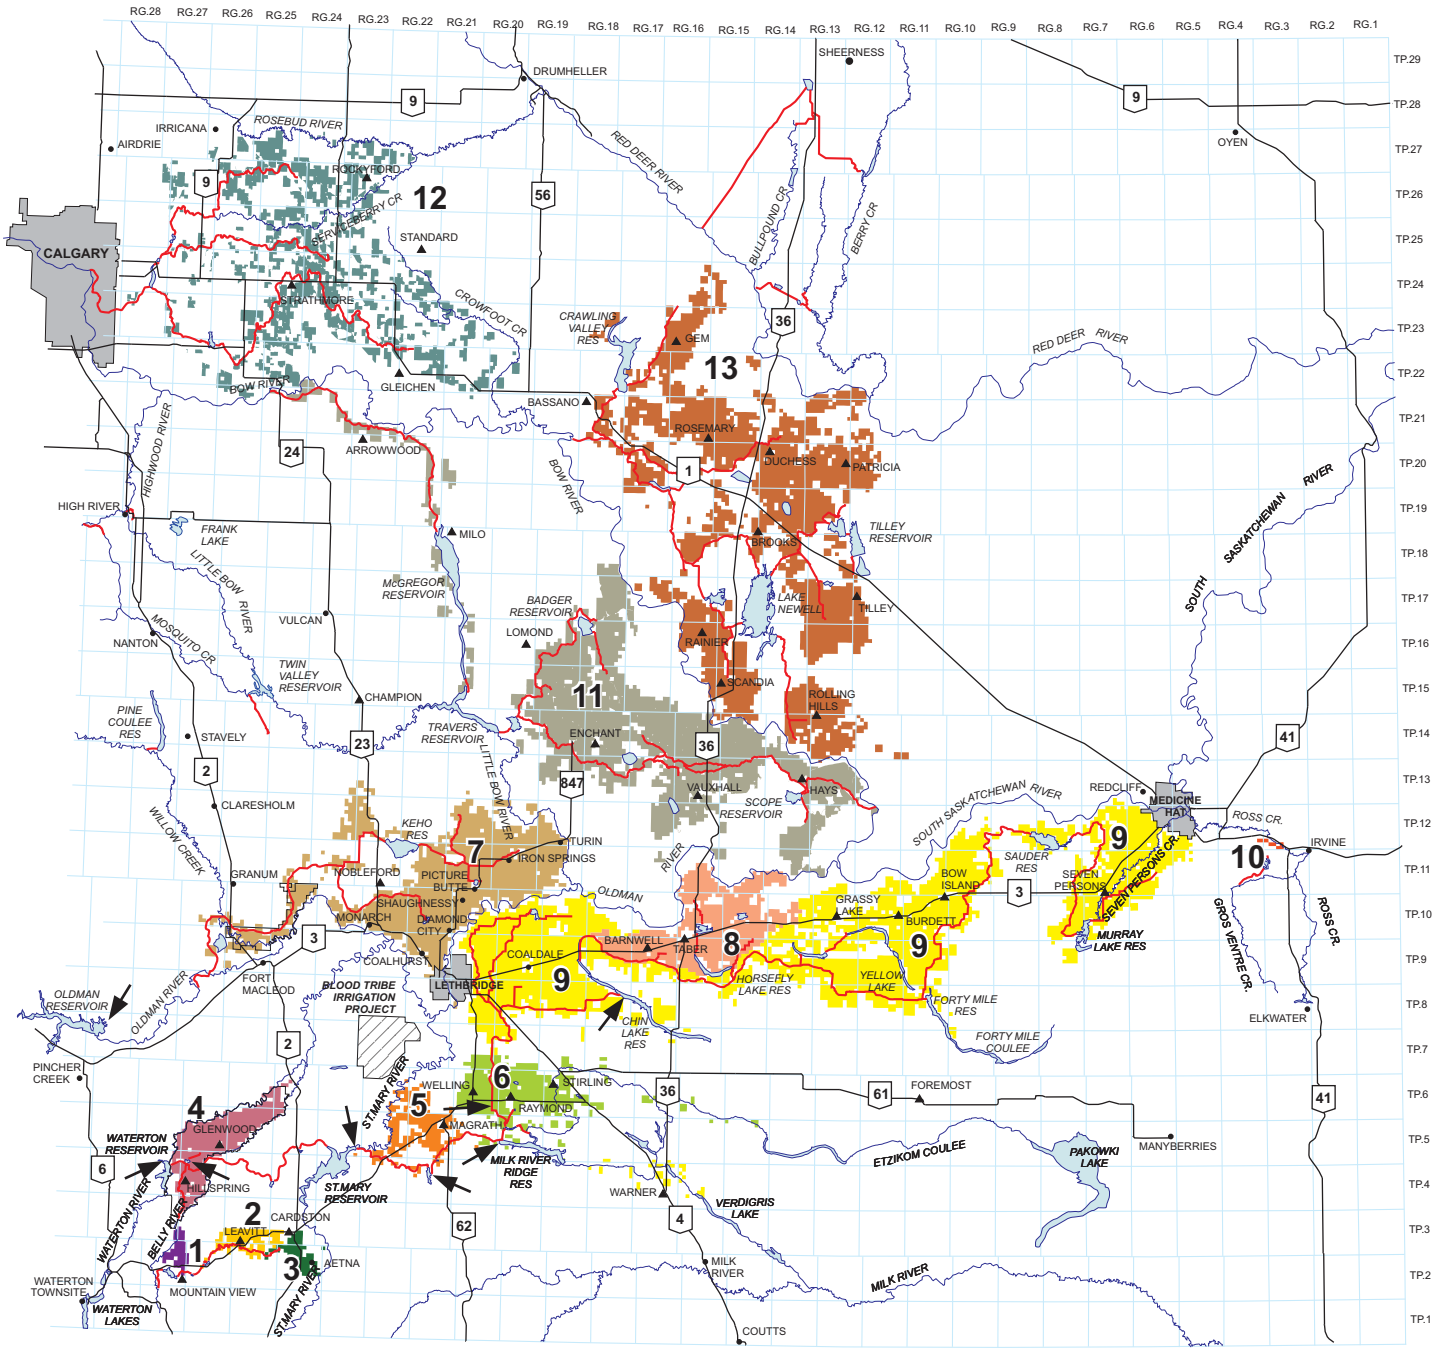 RG.28 RG.27 RG.26 RG.25 RG.24 RG.23 RG.22 RG.21 RG.20 RG.19 RG.18 RG.17 RG.16 RG.15 RG.14 RG.13 RG.12 RG.11 RG.10 RG.9 RG.8 RG.7 RG.6 RG.5 RG.4 RG.3 RG.2 RG.1
SHEERNESS
TP.29
DRUMHELLER
9
9
TP.28
IRRICANA
ROSEBUD RIVER
AIRDRIE
RED DEER RIVER
OYEN
TP.27
ROCKYFORD
9
12
56
TP.26
BULLPOUND CR
BERRY CR
SERVICEBERRY CR
STANDARD
TP.25
CALGARY
STRATHMORE
CROWFOOT CR
TP.24
CRAWLING
VALLEY
RES
36
GEM
RED DEER RIVER
TP.23
13
BOW RIVER
GLEICHEN
TP.22
BASSANO
HIGHWOOD RIVER
TP.21
ROSEMARY
24
ARROWWOOD
BOW RIVER
1
DUCHESS
PATRICIA
TP.20
SOUTH SASKATCHEWAN RIVER
HIGH RIVER
FRANK
LAKE
MILO
BROOKS
TILLEY
RESERVOIR
TP.19
LITTLE BOW RIVER
TP.18
McGREGOR
RESERVOIR
BADGER
RESERVOIR
LAKE
NEWELL
TILLEY
TP.17
VULCAN
MOSQUITO CR
NANTON
LOMOND
RAINIER
TP.16
TWIN
VALLEY
RESERVOIR
CHAMPION
11
SCANDIA
ROLLING
HILLS
TP.15
PINE
COULEE
RES
STAVELY
TRAVERS
RESERVOIR
ENCHANT
23
36
41
TP.14
LITTLE BOW RIVER
2
847
VAUXHALL
HAYS
REDCLIFF
TP.13
CLARESHOLM
SCOPE
RESERVOIR
MEDICINE
HAT
WILLOW CREEK
KEHO
RES
SOUTH SASKATCHEWAN RIVER
ROSS CR.
TP.12
7
TURIN
9
IRVINE
IRON SPRINGS
RIVER
SAUDER
RES
10
GRANUM
NOBLEFORD
PICTURE
BUTTE
BOW
ISLAND
SEVEN
PERSONS
SEVEN PERSONS CR.
TP.11
3
OLDMAN
SHAUGHNESSY
GRASSY
LAKE
BURDETT
MONARCH
DIAMOND
CITY
TP.10
3
BARNWELL
TABER
8
9
MURRAY
LAKE RES
GROS VENTRE CR.
ROSS CR.
COALDALE
COALHURST
TP.9
FORT
MACLEOD
9
HORSEFLY
LAKE RES
YELLOW
LAKE
LETHBRIDGE
BLOOD TRIBE
IRRIGATION
PROJECT
OLDMAN
RESERVOIR
OLDMAN RIVER
CHIN
LAKE
RES
FORTY MILE
RES
ELKWATER
TP.8
2
FORTY MILE
COULEE
TP.7
PINCHER
CREEK
ST.MARY RIVER
WELLING
6
STIRLING
36
61
FOREMOST
41
TP.6
4
5
RAYMOND
GLENWOOD
MAGRATH
ETZIKOM COULEE
MANYBERRIES
TP.5
WATERTON
RESERVOIR
6
MILK RIVER
RIDGE
RES
PAKOWKI
LAKE
HILLSPRING
ST.MARY
RESERVOIR
WARNER
TP.4
WATERTON RIVER
BELLY RIVER
2
CARDSTON
62
4
VERDIGRIS
LAKE
LEAVITT
TP.3
1
3
AETNA
MILK
RIVER
MILK RIVER
TP.2
WATERTON
TOWNSITE
MOUNTAIN VIEW
ST.MARY RIVER
WATERTON
LAKES
COUTTS
TP.1